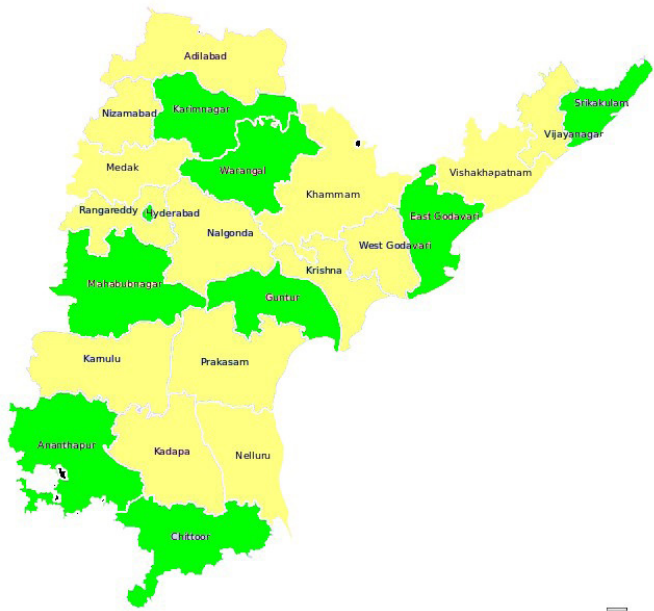 Adilabad
Karimnagar
Nizamabad
Srikakulam
Vijayanagar
Warangal
Medak
Vishakhapatnam
Khammam
Rangareddy
Hyderabad
East Godavari
Nalgonda
West Godavari
Krishna
Mahabubnagar
Guntur
Karnulu
Prakasam
Ananthapur
Kadapa
Nelluru
Chittoor